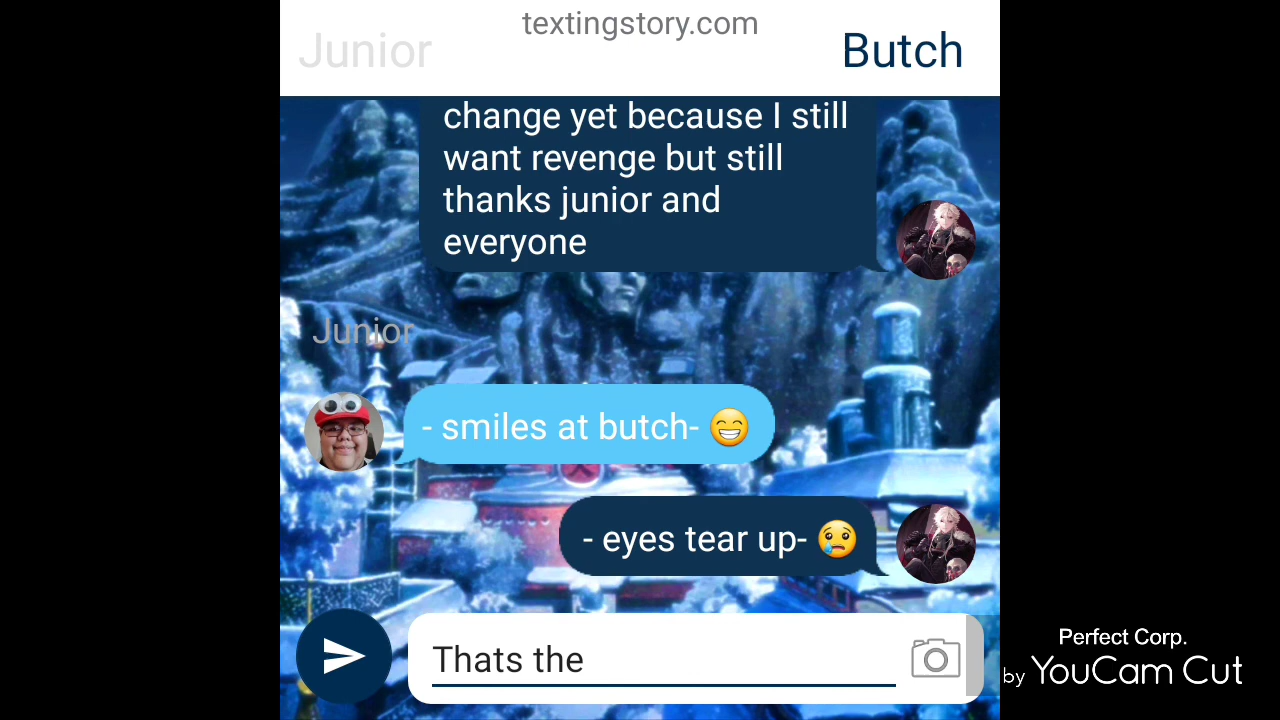 textingstory.com
Junior
Butch
change yet because I still
want revenge but still
thanks junior and
everyone
Junior
- smiles at butch- 😁
- eyes tear up- 😢
Thats the
Perfect Corp.
by YouCam Cut